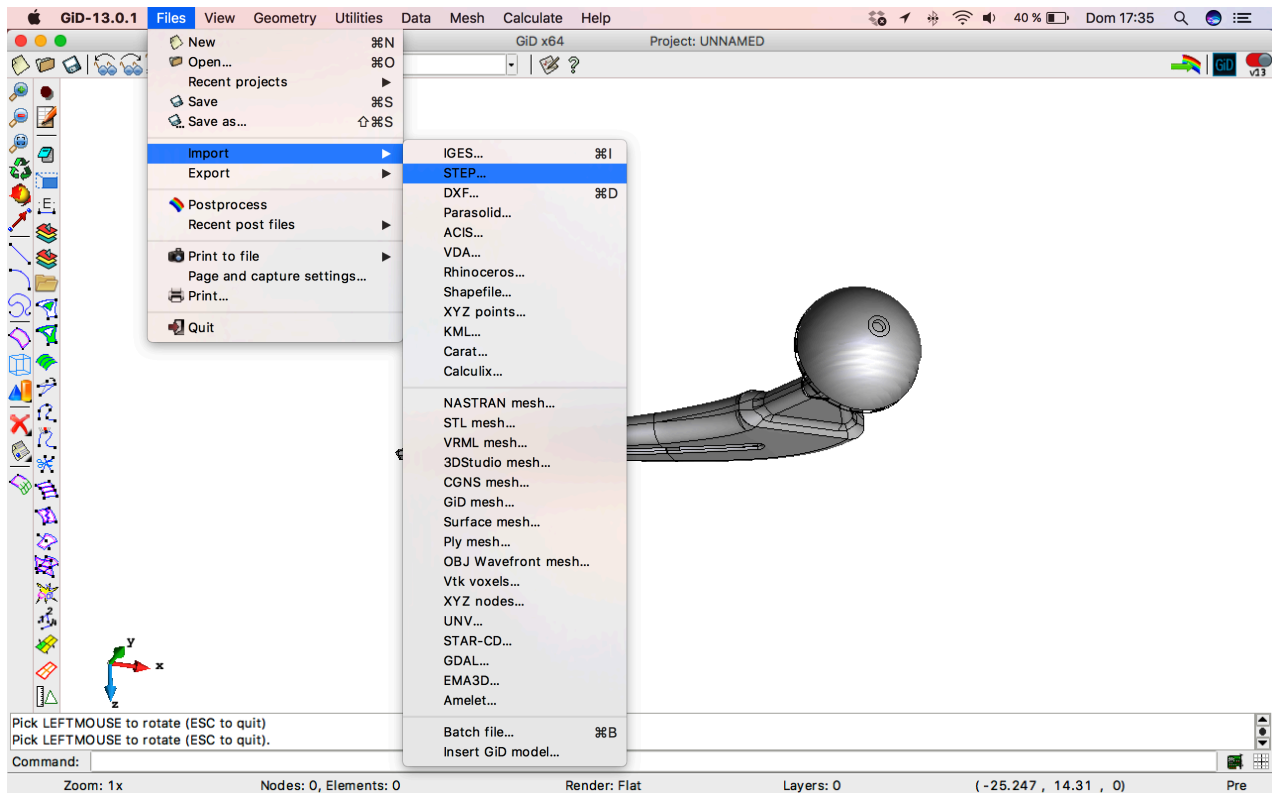 GiD-13.0.1 Files View Geometry Utilities Data Mesh Calculate Help 40 % Dom 17:35
GiD x64 Project: UNNAMED
New ⌘N
Open... ⌘O
Recent projects
Save ⌘S
Save as... ⇧⌘S
Import
Export
Postprocess
Recent post files
Print to file
Page and capture settings...
Print...
Quit
IGES... ⌘I
STEP...
DXF... ⌘D
Parasolid...
ACIS...
VDA...
Rhinoceros...
Shapefile...
XYZ points...
KML...
Carat...
Calculix...
NASTRAN mesh...
STL mesh...
VRML mesh...
3DStudio mesh...
CGNS mesh...
GiD mesh...
Surface mesh...
Ply mesh...
OBJ Wavefront mesh...
Vtk voxels...
XYZ nodes...
UNV...
STAR-CD...
GDAL...
EMA3D...
Amelet...
Batch file... ⌘B
Insert GiD model...
GiD
v13
:E:
y
x
z
Pick LEFTMOUSE to rotate (ESC to quit)
Pick LEFTMOUSE to rotate (ESC to quit).
Command:
Zoom: 1x Nodes: 0, Elements: 0 Render: Flat Layers: 0 (-25.247 , 14.31 , 0) Pre